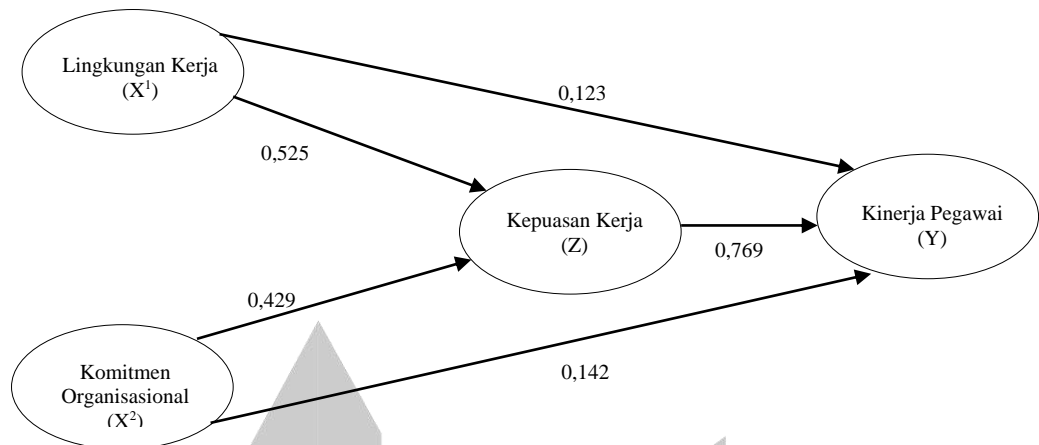 Lingkungan Kerja
(X¹)
0,123
0,525
Kepuasan Kerja
(Z)
0,769
Kinerja Pegawai
(Y)
0,429
Komitmen
Organisasional
(X²)
0,142